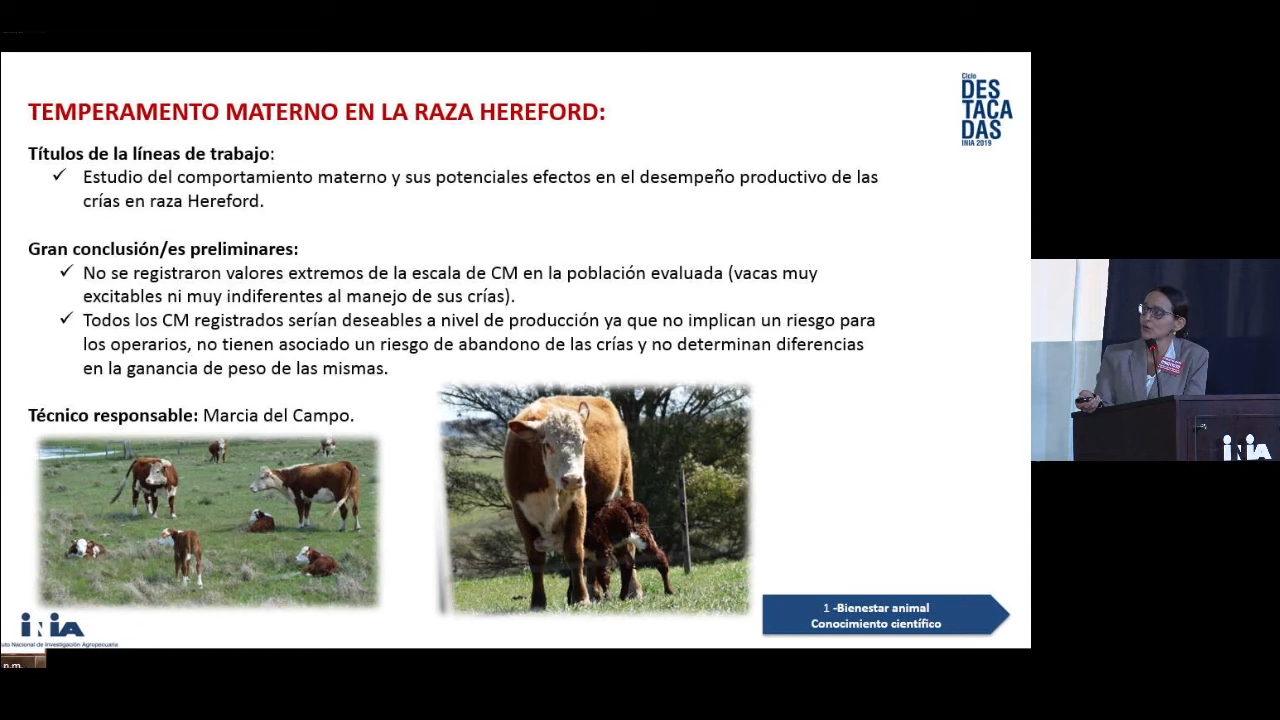 Ciclo
DES
TACA
DAS
INIA 2019
TEMPERAMENTO MATERNO EN LA RAZA HEREFORD:
Títulos de la líneas de trabajo:
✓ Estudio del comportamiento materno y sus potenciales efectos en el desempeño productivo de las
crías en raza Hereford.
Gran conclusión/es preliminares:
✓ No se registraron valores extremos de la escala de CM en la población evaluada (vacas muy
excitables ni muy indiferentes al manejo de sus crías).
✓ Todos los CM registrados serían deseables a nivel de producción ya que no implican un riesgo para
los operarios, no tienen asociado un riesgo de abandono de las crías y no determinan diferencias
en la ganancia de peso de las mismas.
Técnico responsable: Marcia del Campo.
1 -Bienestar animal
Conocimiento científico
INIA
uto Nacional de Investigación Agropecuaria
p.m.
INIA